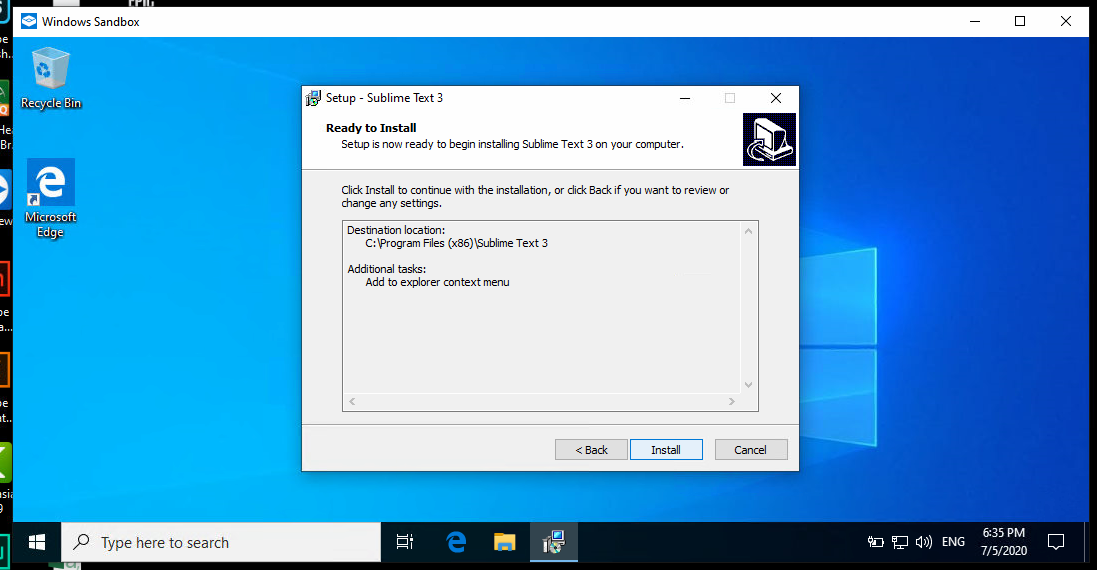 EPIC
Windows Sandbox
Recycle Bin
Microsoft
Edge
Setup - Sublime Text 3
Ready to Install
Setup is now ready to begin installing Sublime Text 3 on your computer.
Click Install to continue with the installation, or click Back if you want to review or
change any settings.
Destination location:
C:\Program Files (x86)\Sublime Text 3
Additional tasks:
Add to explorer context menu
< Back
Install
Cancel
Type here to search
ENG
6:35 PM
7/5/2020